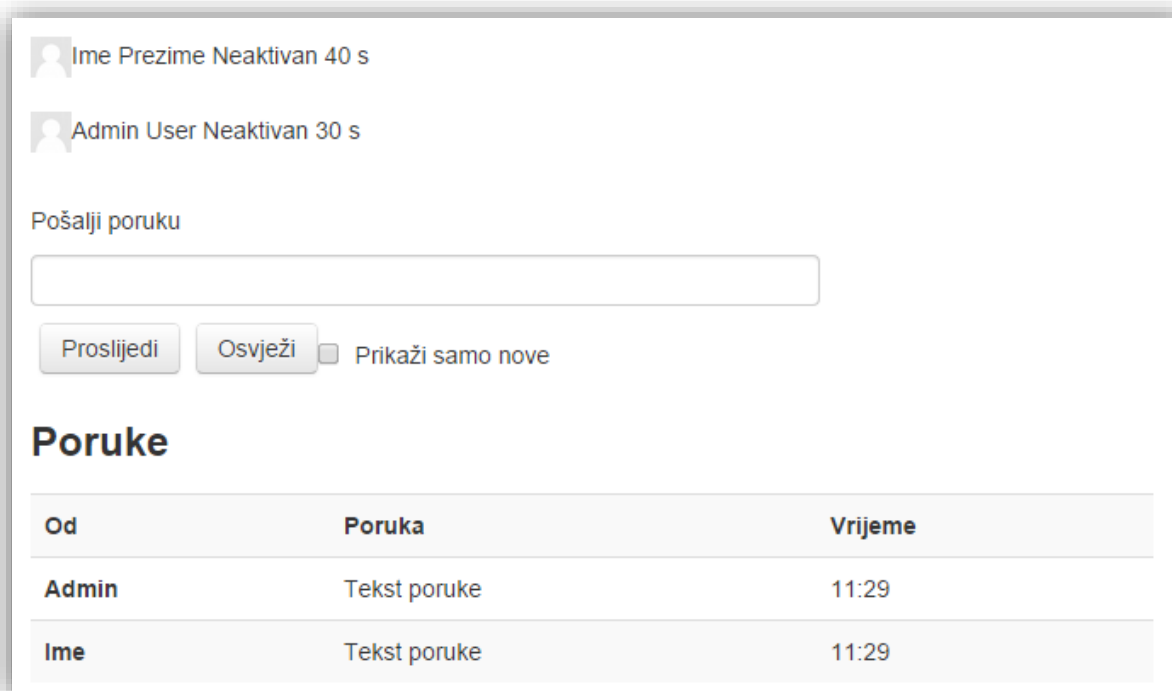 Ime Prezime Neaktivan 40 s
Admin User Neaktivan 30 s
Pošalji poruku
Proslijedi Osvježi Prikaži samo nove
Poruke
Od Poruka Vrijeme
Admin Tekst poruke 11:29
Ime Tekst poruke 11:29